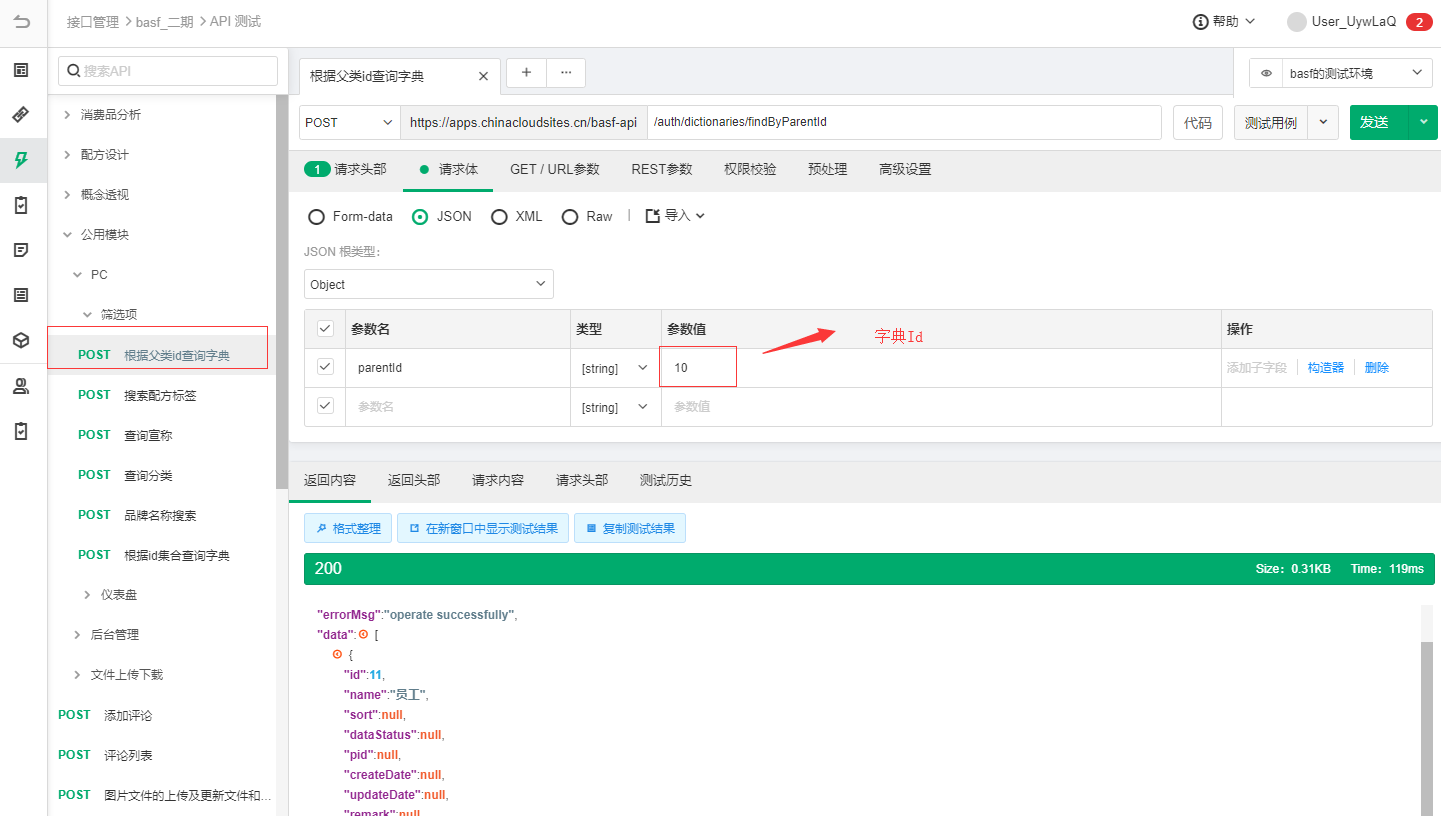 接口管理 > basf_二期 > API 测试
帮助
User_UywLaQ
2
搜索API
根据父类id查询字典
basf的测试环境
消费品分析
配方设计
概念透视
公用模块
PC
筛选项
POST 根据父类id查询字典
POST 搜索配方标签
POST 查询宣称
POST 查询分类
POST 品牌名称搜索
POST 根据id集合查询字典
仪表盘
后台管理
文件上传下载
POST 添加评论
POST 评论列表
POST 图片文件的上传及更新文件和...
POST https://apps.chinacloudsites.cn/basf-api /auth/dictionaries/findByParentId 代码 测试用例 发送
1 请求头部 请求体 GET / URL参数 REST参数 权限校验 预处理 高级设置
Form-data JSON XML Raw 导入
JSON 根类型:
Object
参数名 类型 参数值 操作
字典Id
parentId [string] 10 添加子字段 构造器 删除
参数名 [string] 参数值
返回内容 返回头部 请求内容 请求头部 测试历史
格式整理 在新窗口中显示测试结果 复制测试结果
200 Size: 0.31KB Time: 119ms
"errorMsg":"operate successfully",
"data": [
{
"id":11,
"name":"员工",
"sort":null,
"dataStatus":null,
"pid":null,
"createDate":null,
"updateDate":null,
"remark":null